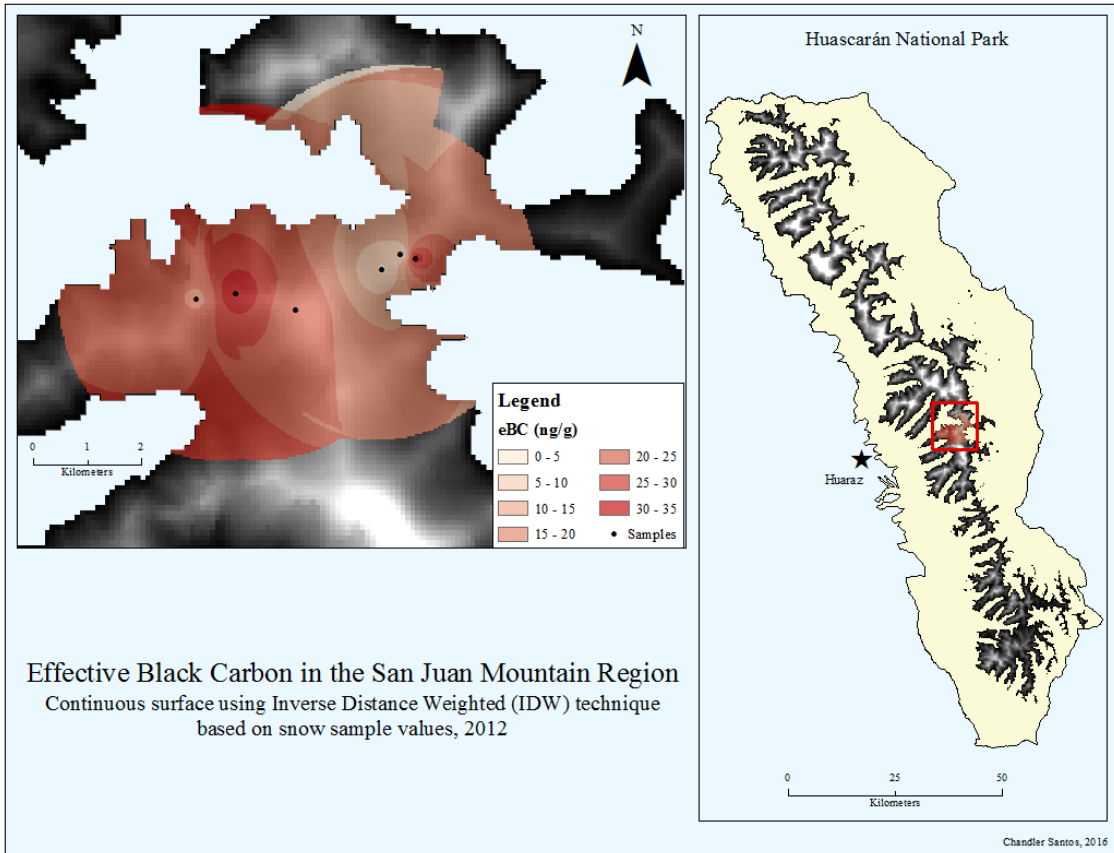 N
Legend
eBC (ng/g)
0 - 5
5 - 10
10 - 15
15 - 20
20 - 25
25 - 30
30 - 35
Samples
0 1 2
Kilometers
Effective Black Carbon in the San Juan Mountain Region
Continuous surface using Inverse Distance Weighted (IDW) technique
based on snow sample values, 2012
Huascarán National Park
Huaraz
0 25 50
Kilometers
Chandler Santos, 2016